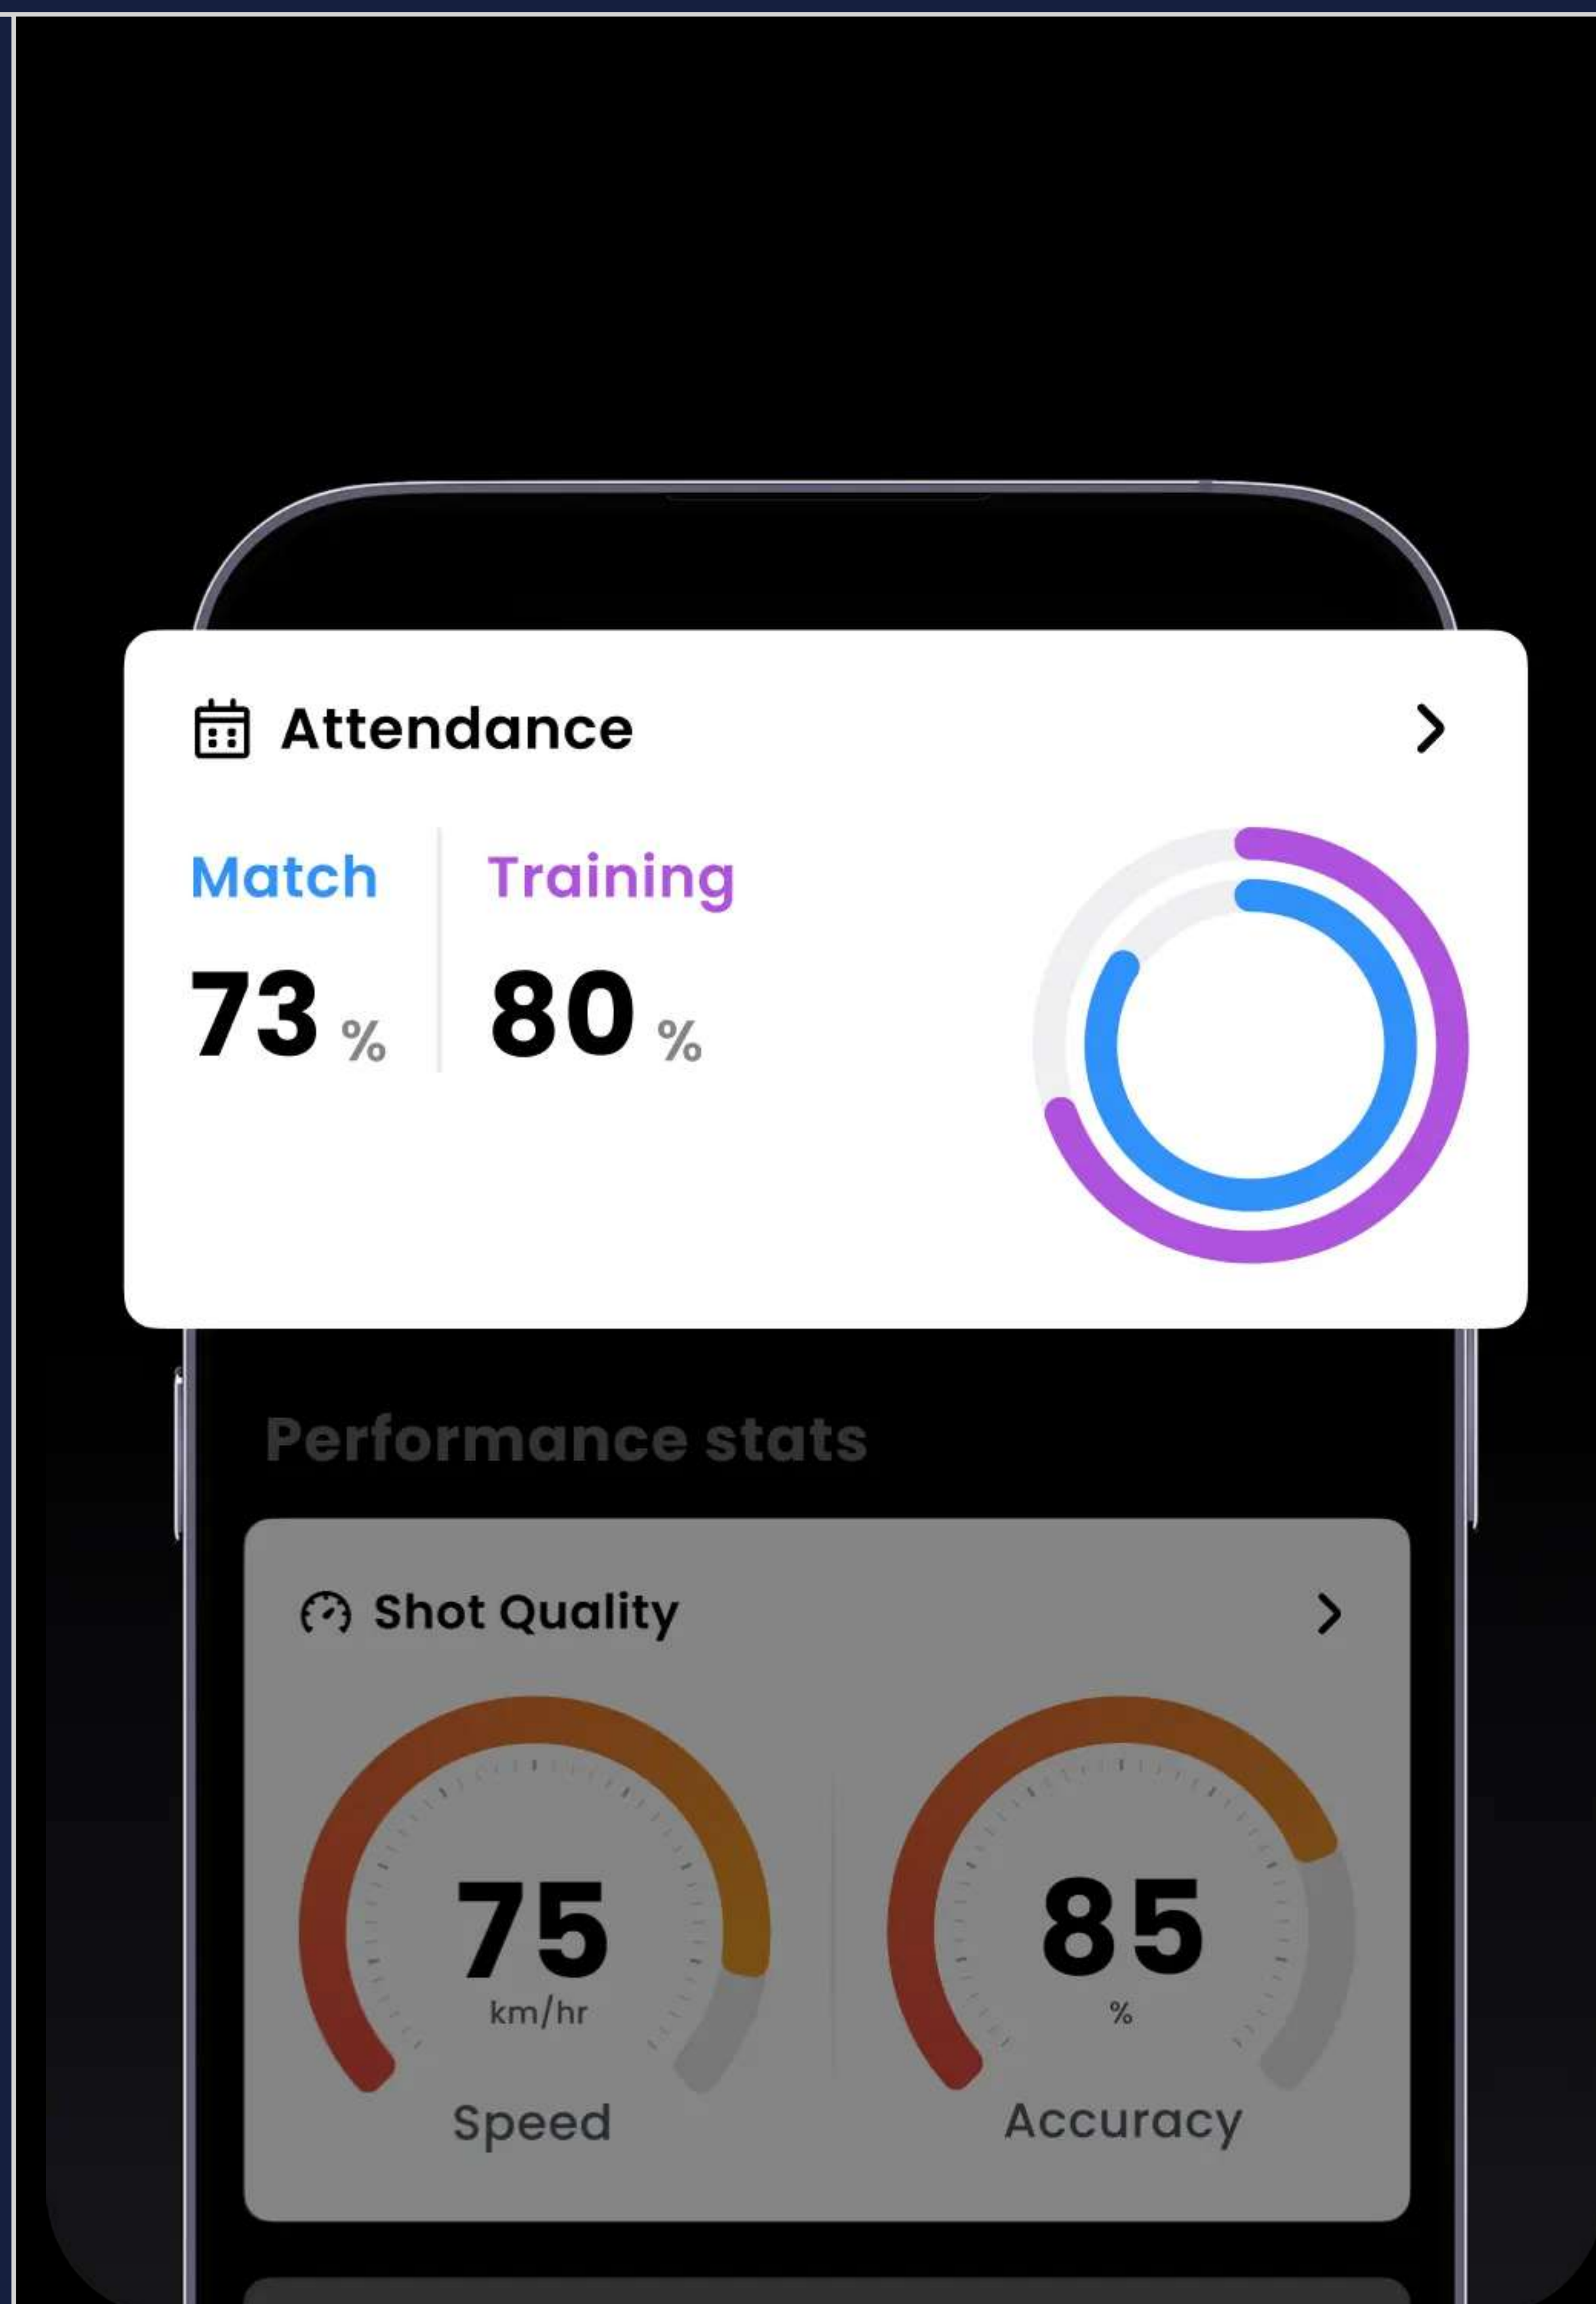 Attendance
Match Training
73 % 80 %
Performance stats
Shot Quality
75 85
km/hr %
Speed Accuracy